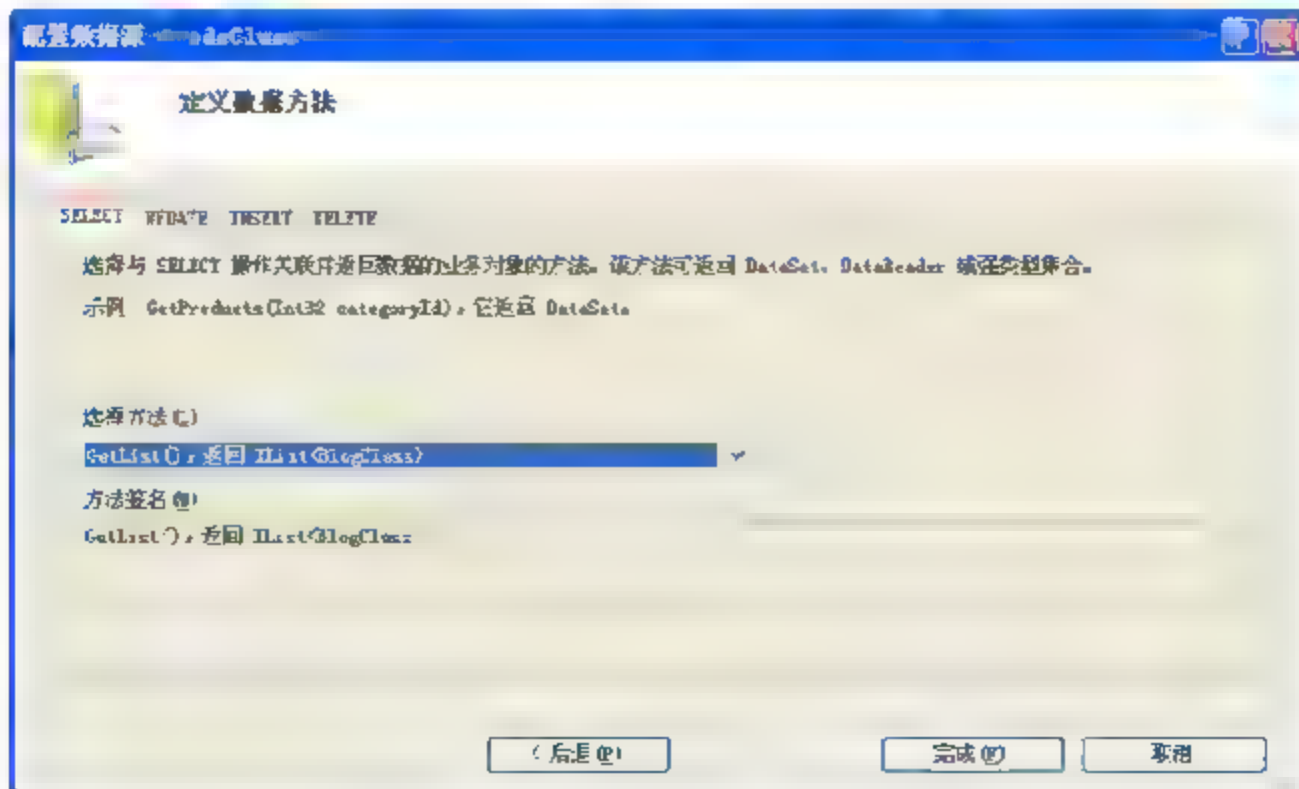 配置数据源 - odsClass
定义数据方法
SELECT UPDATE INSERT DELETE
选择与 SELECT 操作关联并返回数据的业务对象的方法。该方法可返回 DataSet、DataReader 或强类型集合。
示例 GetProducts(Int32 categoryId)，它返回 DataSet。
选择方法(C)
GetList()，返回 IList<BlogClass>
方法签名(M)
GetList()，返回 IList<BlogClass
< 后退(P)
完成(F)
取消